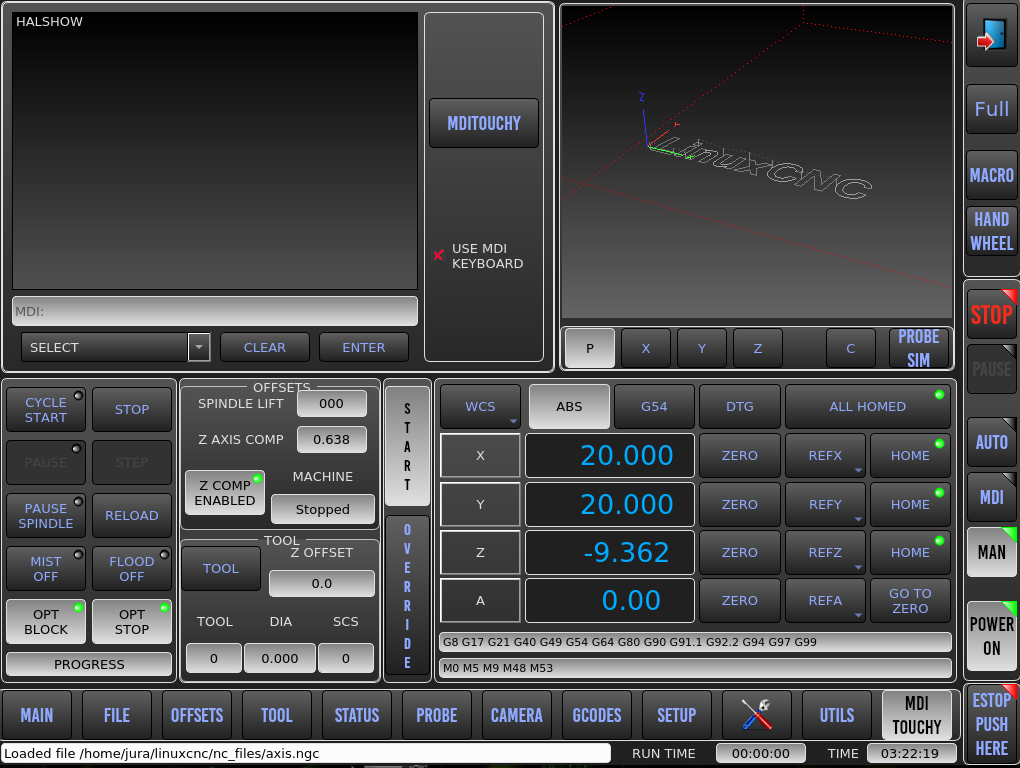 HALSHOW
MDITOUCHY
USE MDI
KEYBOARD
MDI:
SELECT
CLEAR
ENTER
Z
LinuxCNC
P
X
Y
Z
C
PROBE
SIM
Full
MACRO
HAND
WHEEL
STOP
PAUSE
AUTO
MDI
MAN
POWER
ON
ESTOP
PUSH
HERE
CYCLE
START
STOP
PAUSE
STEP
PAUSE
SPINDLE
RELOAD
MIST
OFF
FLOOD
OFF
OPT
BLOCK
OPT
STOP
PROGRESS
OFFSETS
SPINDLE LIFT
000
Z AXIS COMP
0.638
Z COMP
ENABLED
MACHINE
Stopped
TOOL
TOOL
Z OFFSET
0.0
TOOL
DIA
SCS
0
0.000
0
START
OVERRIDE
WCS
ABS
G54
DTG
ALL HOMED
X
20.000
ZERO
REFX
HOME
Y
20.000
ZERO
REFY
HOME
Z
-9.362
ZERO
REFZ
HOME
A
0.00
ZERO
REFA
GO TO
ZERO
G8 G17 G21 G40 G49 G54 G64 G80 G90 G91.1 G92.2 G94 G97 G99
M0 M5 M9 M48 M53
MAIN
FILE
OFFSETS
TOOL
STATUS
PROBE
CAMERA
GCODES
SETUP
UTILS
MDI
TOUCHY
Loaded file /home/jura/linuxcnc/nc_files/axis.ngc
RUN TIME
00:00:00
TIME
03:22:19